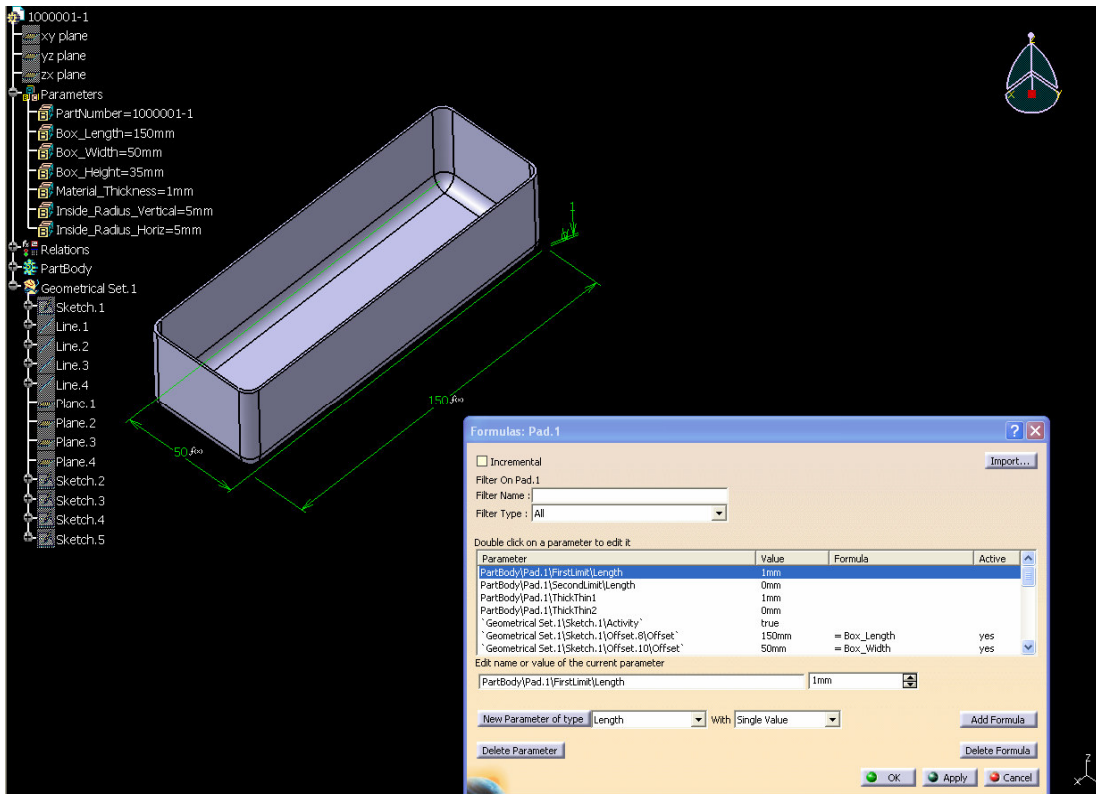 1000001-1
xy plane
yz plane
zx plane
Parameters
PartNumber=1000001-1
Box_Length=150mm
Box_Width=50mm
Box_Height=35mm
Material_Thickness=1mm
Inside_Radius_Vertical=5mm
Inside_Radius_Horiz=5mm
Relations
PartBody
Geometrical Set.1
Sketch.1
Line.1
Line.2
Line.3
Line.4
Plane.1
Plane.2
Plane.3
Plane.4
Sketch.2
Sketch.3
Sketch.4
Sketch.5
z
x
y
1
150 f(x)
50 f(x)
Formulas: Pad.1
Incremental
Import...
Filter On Pad.1
Filter Name :
Filter Type : All
Double click on a parameter to edit it
Parameter Value Formula Active
PartBody\Pad.1\FirstLimit\Length 1mm
PartBody\Pad.1\SecondLimit\Length 0mm
PartBody\Pad.1\ThickThin1 1mm
PartBody\Pad.1\ThickThin2 0mm
`Geometrical Set.1\Sketch.1\Activity` true
`Geometrical Set.1\Sketch.1\Offset.8\Offset` 150mm = Box_Length yes
`Geometrical Set.1\Sketch.1\Offset.10\Offset` 50mm = Box_Width yes
Edit name or value of the current parameter
PartBody\Pad.1\FirstLimit\Length 1mm
New Parameter of type Length With Single Value Add Formula
Delete Parameter Delete Formula
OK Apply Cancel
z
x